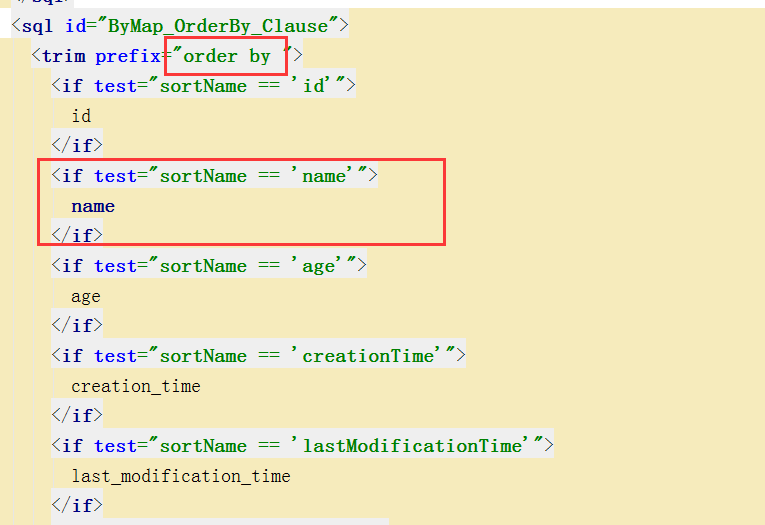 </sql>
<sql id="ByMap_OrderBy_Clause">
<trim prefix="order by ">
<if test="sortName == 'id'">
id
</if>
<if test="sortName == 'name'">
name
</if>
<if test="sortName == 'age'">
age
</if>
<if test="sortName == 'creationTime'">
creation_time
</if>
<if test="sortName == 'lastModificationTime'">
last_modification_time
</if>